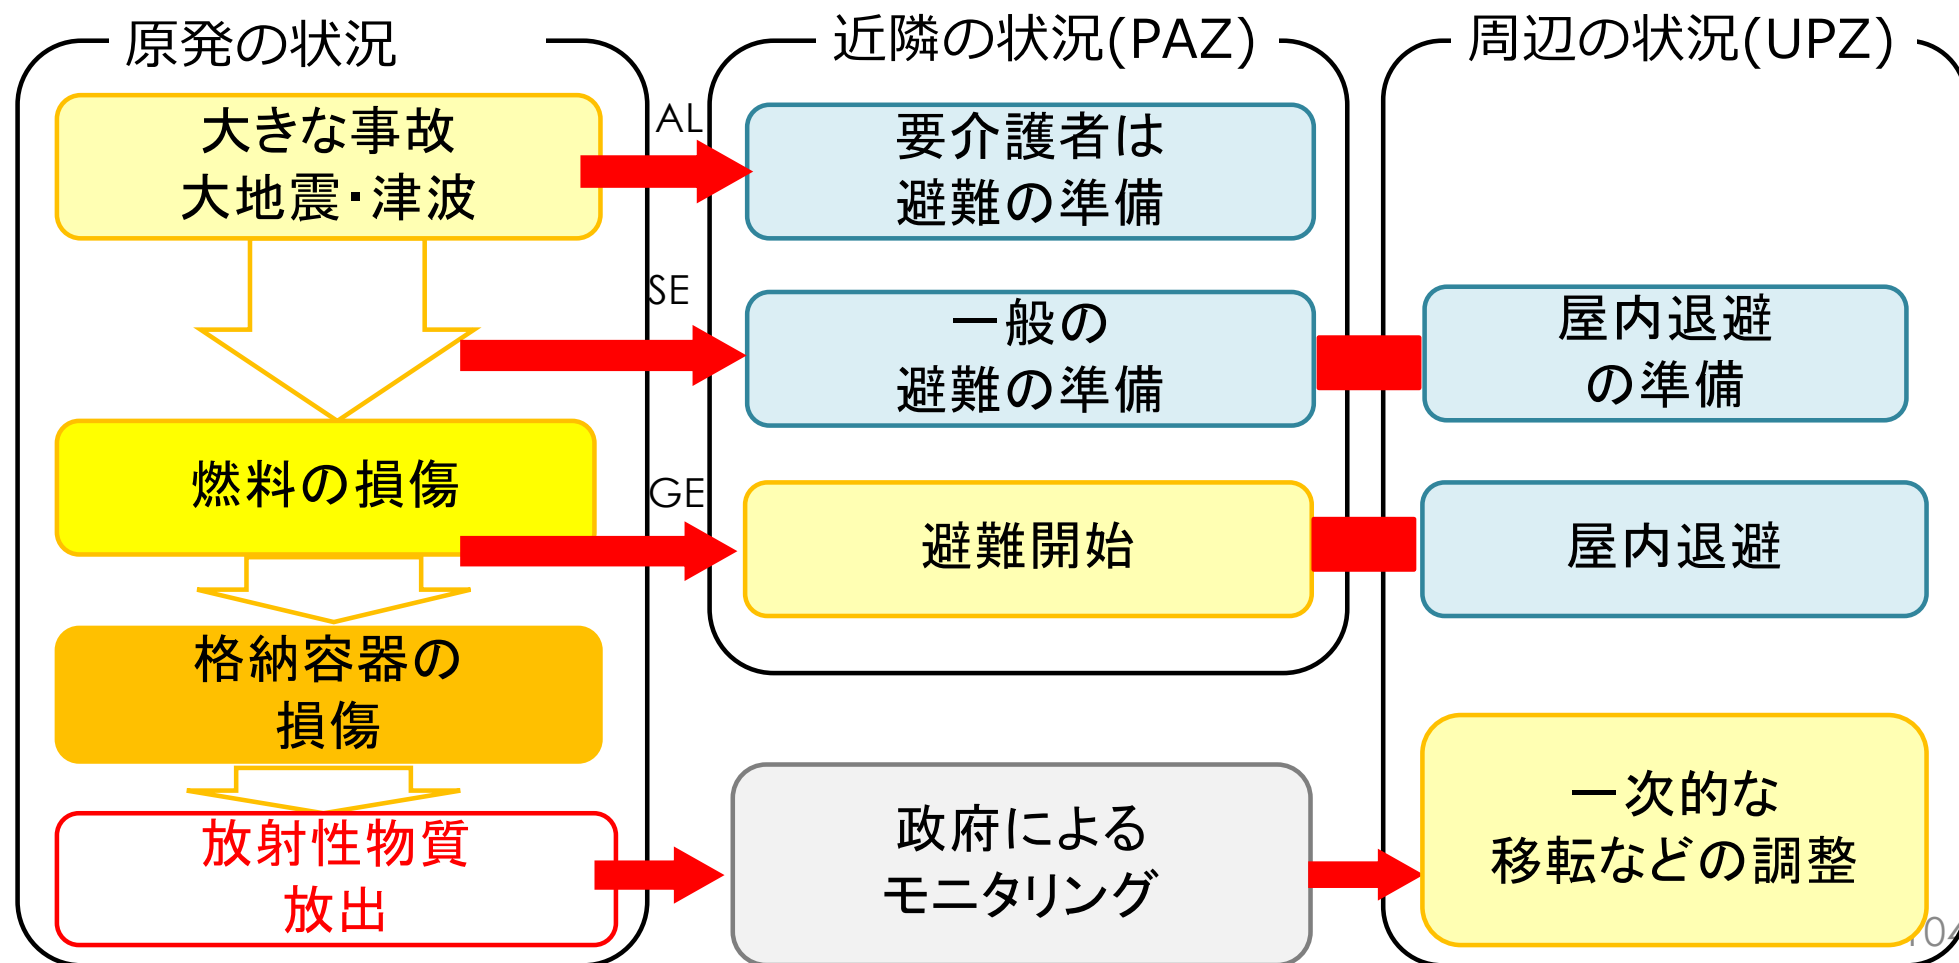 原発の状況
大きな事故
大地震・津波
燃料の損傷
格納容器の
損傷
放射性物質
放出
AL
SE
GE
近隣の状況(PAZ)
要介護者は
避難の準備
一般の
避難の準備
避難開始
政府による
モニタリング
周辺の状況(UPZ)
屋内退避
の準備
屋内退避
一次的な
移転などの調整